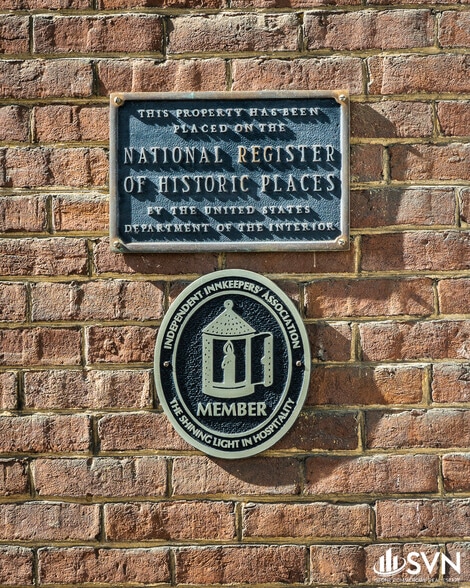 THIS PROPERTY HAS BEEN
PLACED ON THE
NATIONAL REGISTER
OF HISTORIC PLACES
BY THE UNITED STATES
DEPARTMENT OF THE INTERIOR
INDEPENDENT INNKEEPERS' ASSOCIATION
MEMBER
THE SHINING LIGHT IN HOSPITALITY
SVN